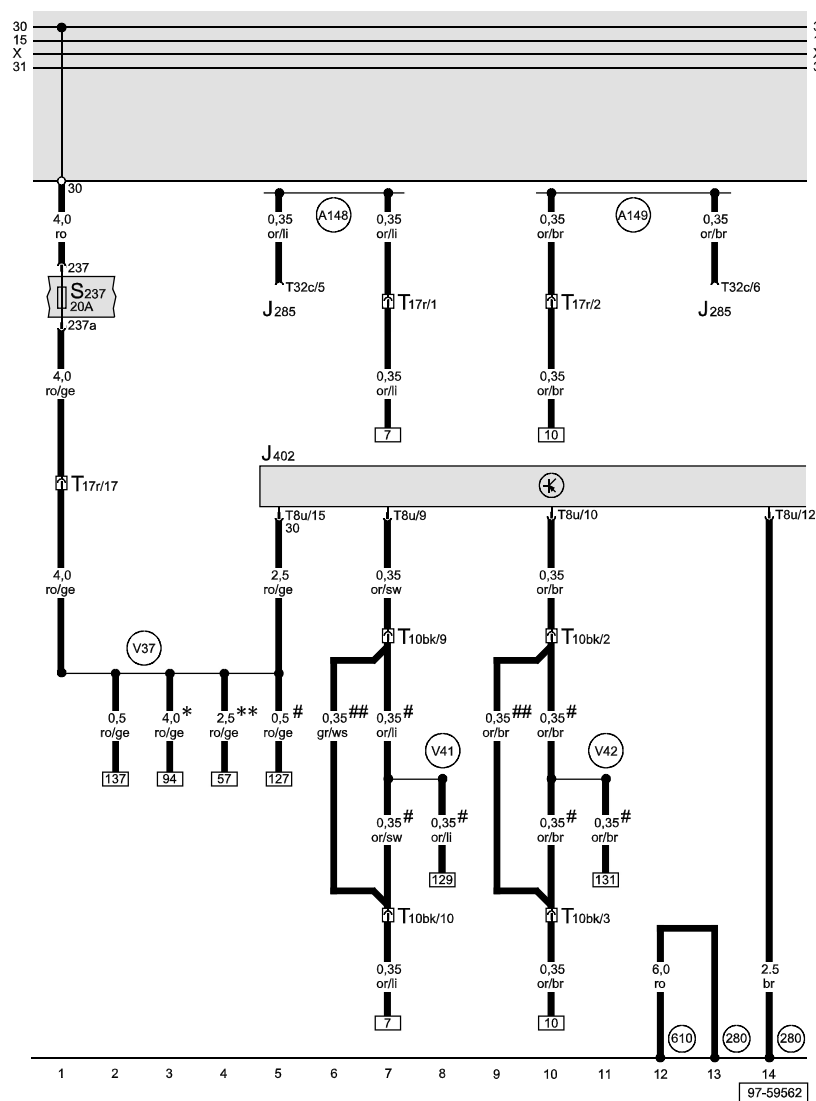 30
15
X
31
30
4,0
ro
0,35
or/li
A148
0,35
or/li
0,35
or/br
A149
0,35
or/br
237
S237
20A
237a
T32c/5
J285
T17r/1
T17r/2
T32c/6
J285
4,0
ro/ge
0,35
or/li
0,35
or/br
7
10
J402
T17r/17
T8u/15
30
T8u/9
T8u/10
T8u/12
4,0
ro/ge
2,5
ro/ge
0,35
or/sw
0,35
or/br
V37
T10bk/9
T10bk/2
0,5
ro/ge
4,0*
ro/ge
2,5**
ro/ge
0,5#
ro/ge
0,35##
gr/ws
0,35#
or/li
0,35##
or/br
0,35#
or/br
V41
V42
137
94
57
127
0,35#
or/sw
0,35#
or/li
0,35#
or/br
0,35#
or/br
129
131
T10bk/10
T10bk/3
0,35
or/li
0,35
or/br
6,0
ro
2.5
br
7
10
610
280
280
1 2 3 4 5 6 7 8 9 10 11 12 13 14
97-59562